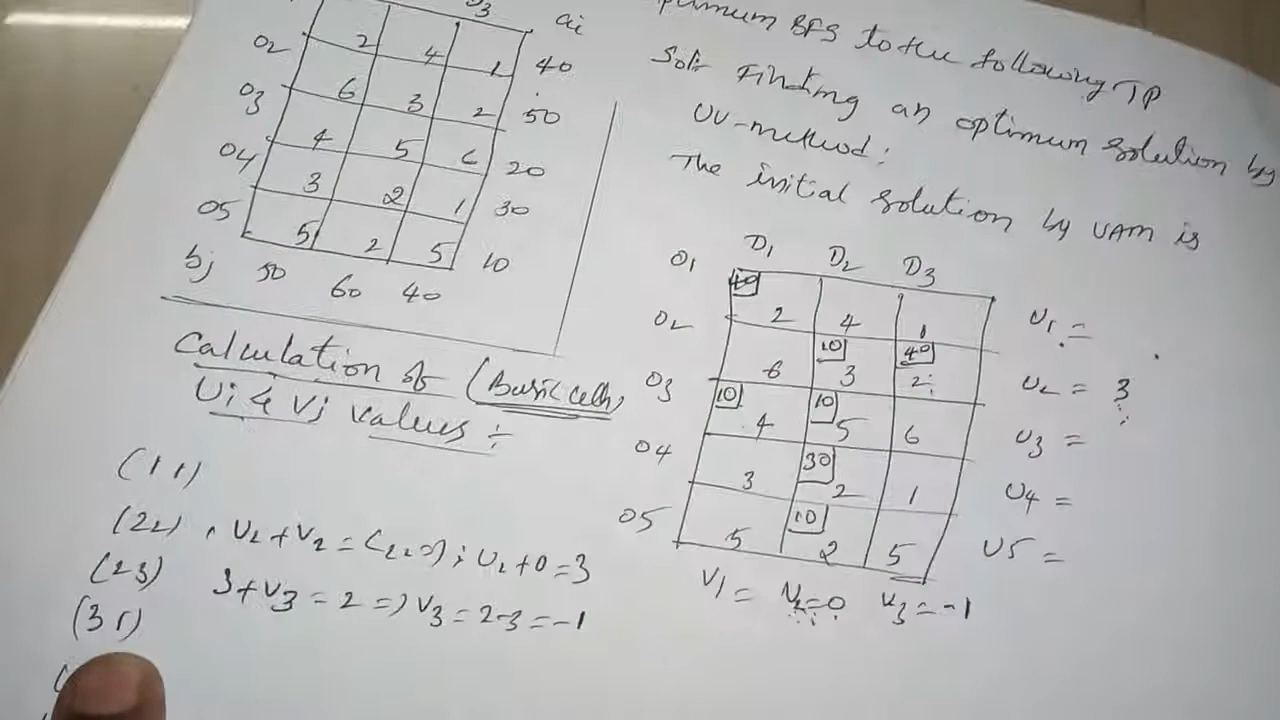 D3 ai
O2 2 4 1 40
O3 6 3 2 50
O4 4 5 6 20
O5 3 2 1 30
5 2 5 10
bj 50 60 40
Calculation of (Basic cells)
Ui & Vj values :-
(11)
(22) , U2+V2 = C22 => ; U2+0=3
(23) 3+V3 = 2 => V3 = 2-3 = -1
(31)
BFS to the following TP
Sol:- Finding an optimum solution by
UV-method:
The initial solution by VAM is
D1 D2 D3
O1 40 2 4 1 U1 =
O2 6 10 3 40 2 U2 = 3
O3 10 4 10 5 6 U3 =
O4 3 30 2 1 U4 =
O5 5 10 2 5 U5 =
V1 = V2=0 V3=-1